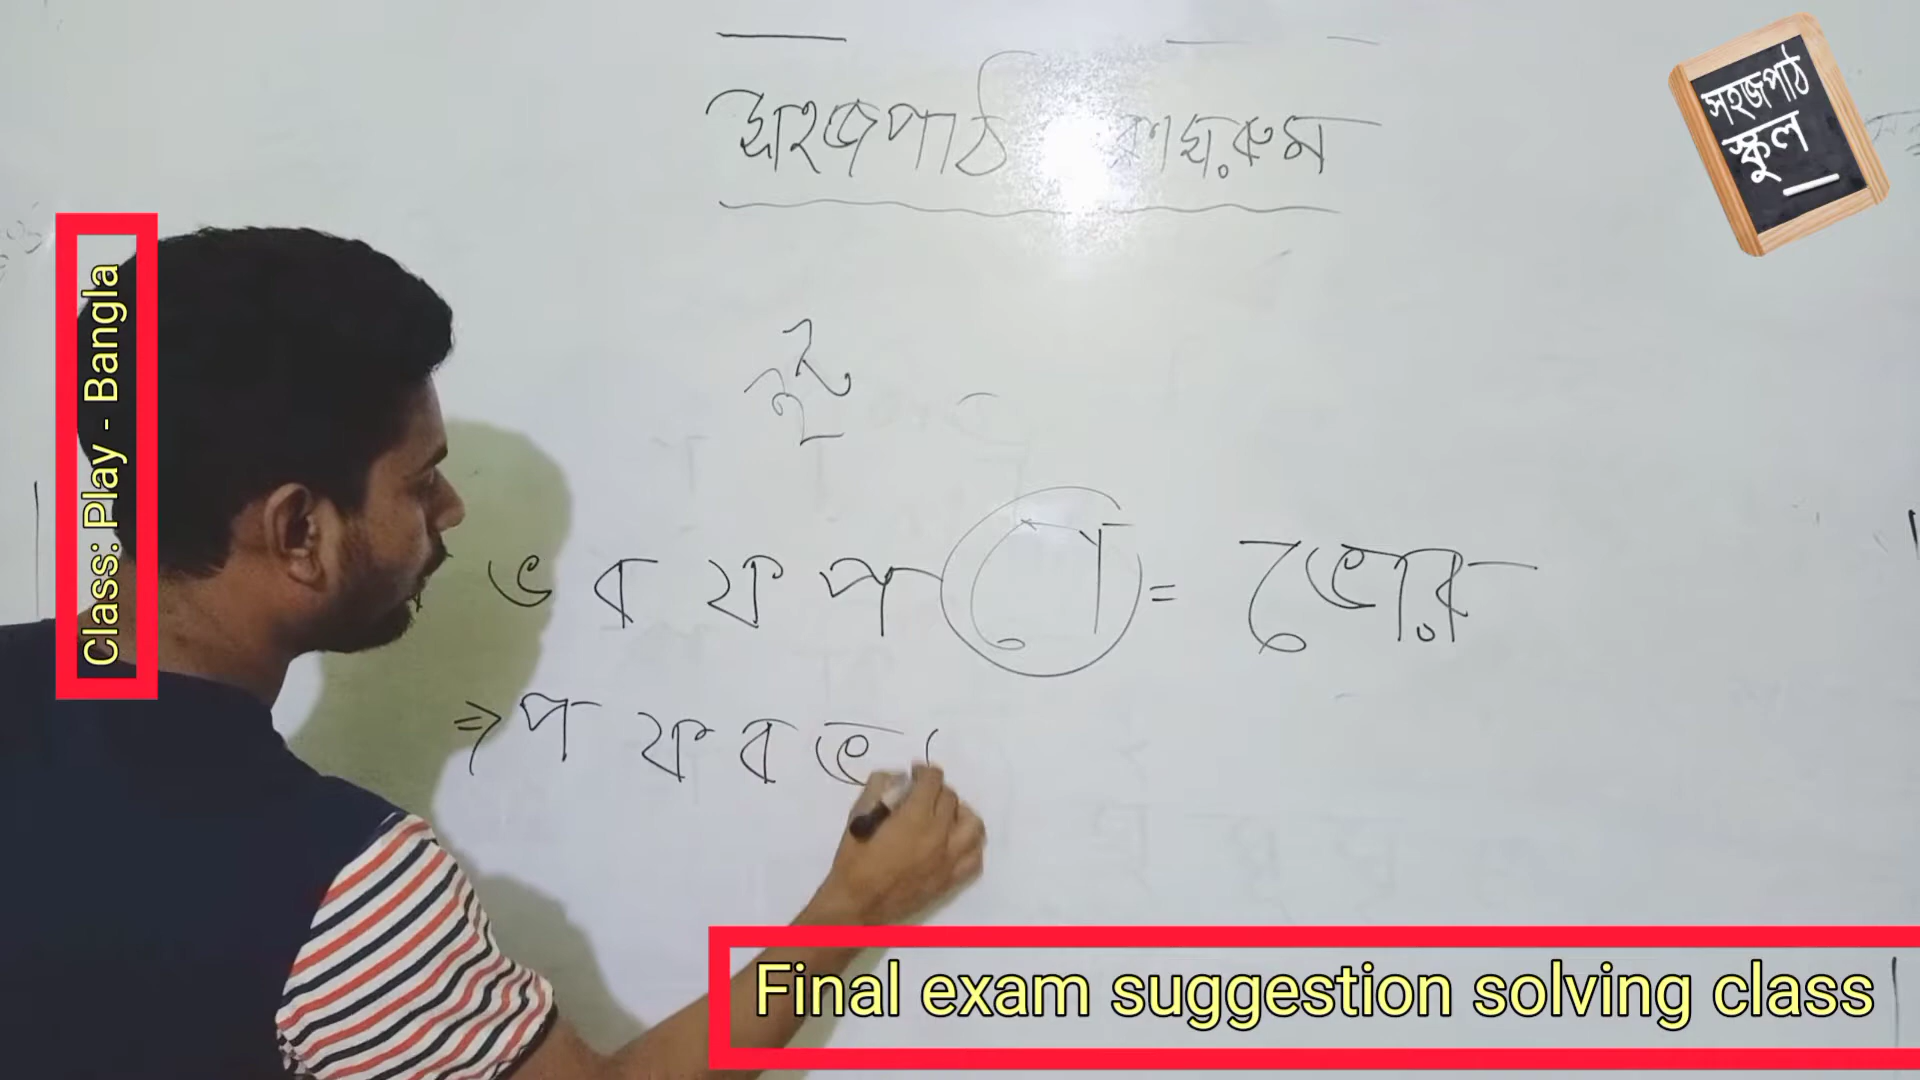 সহজপাঠ
স্কুল
সহজপাঠ
Class: Play - Bangla
ভ ব ফ প ো = ভোর
⇒ প ফ ব ভ
Final exam suggestion solving class